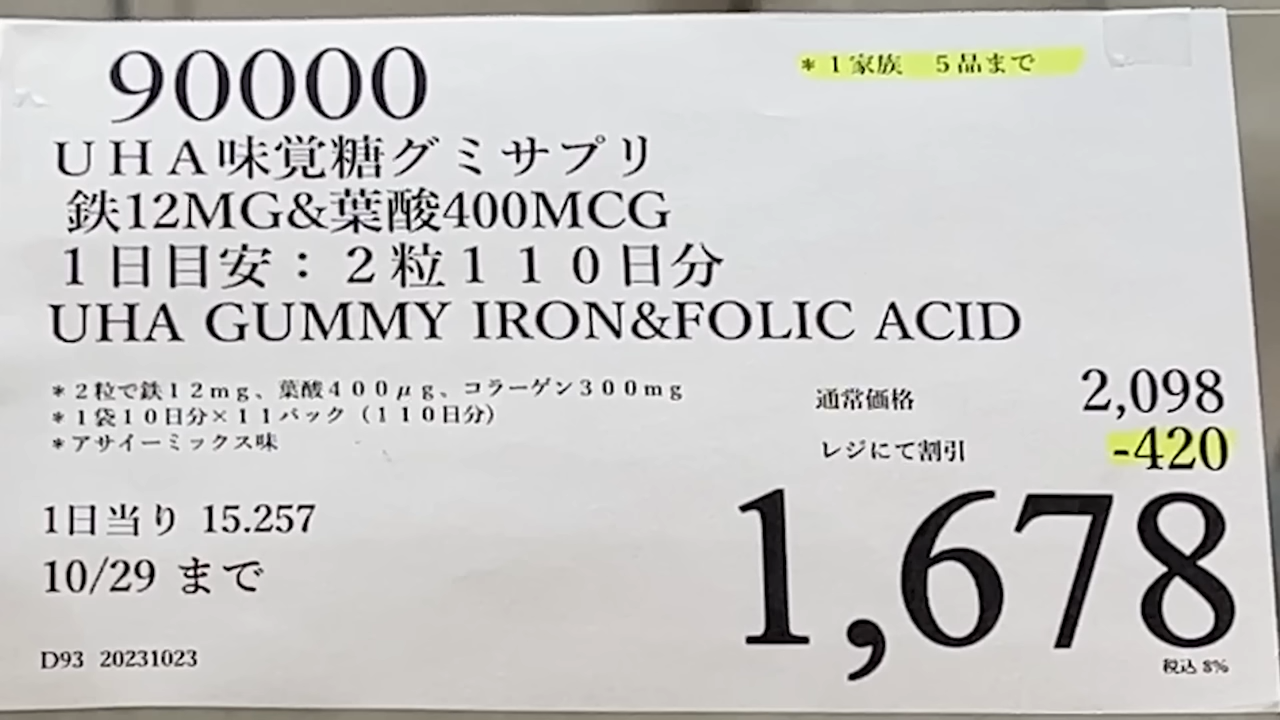 90000
*1家族 5品まで
UHA味覚糖グミサプリ
鉄12MG&葉酸400MCG
1日目安:2粒110日分
UHA GUMMY IRON&FOLIC ACID
*2粒で鉄12mg、葉酸400μg、コラーゲン300mg
*1袋10日分×11パック(110日分)
*アサイーミックス味
通常価格 2,098
レジにて割引 -420
1,678
税込 8%
1日当り 15.257
10/29 まで
D93 20231023